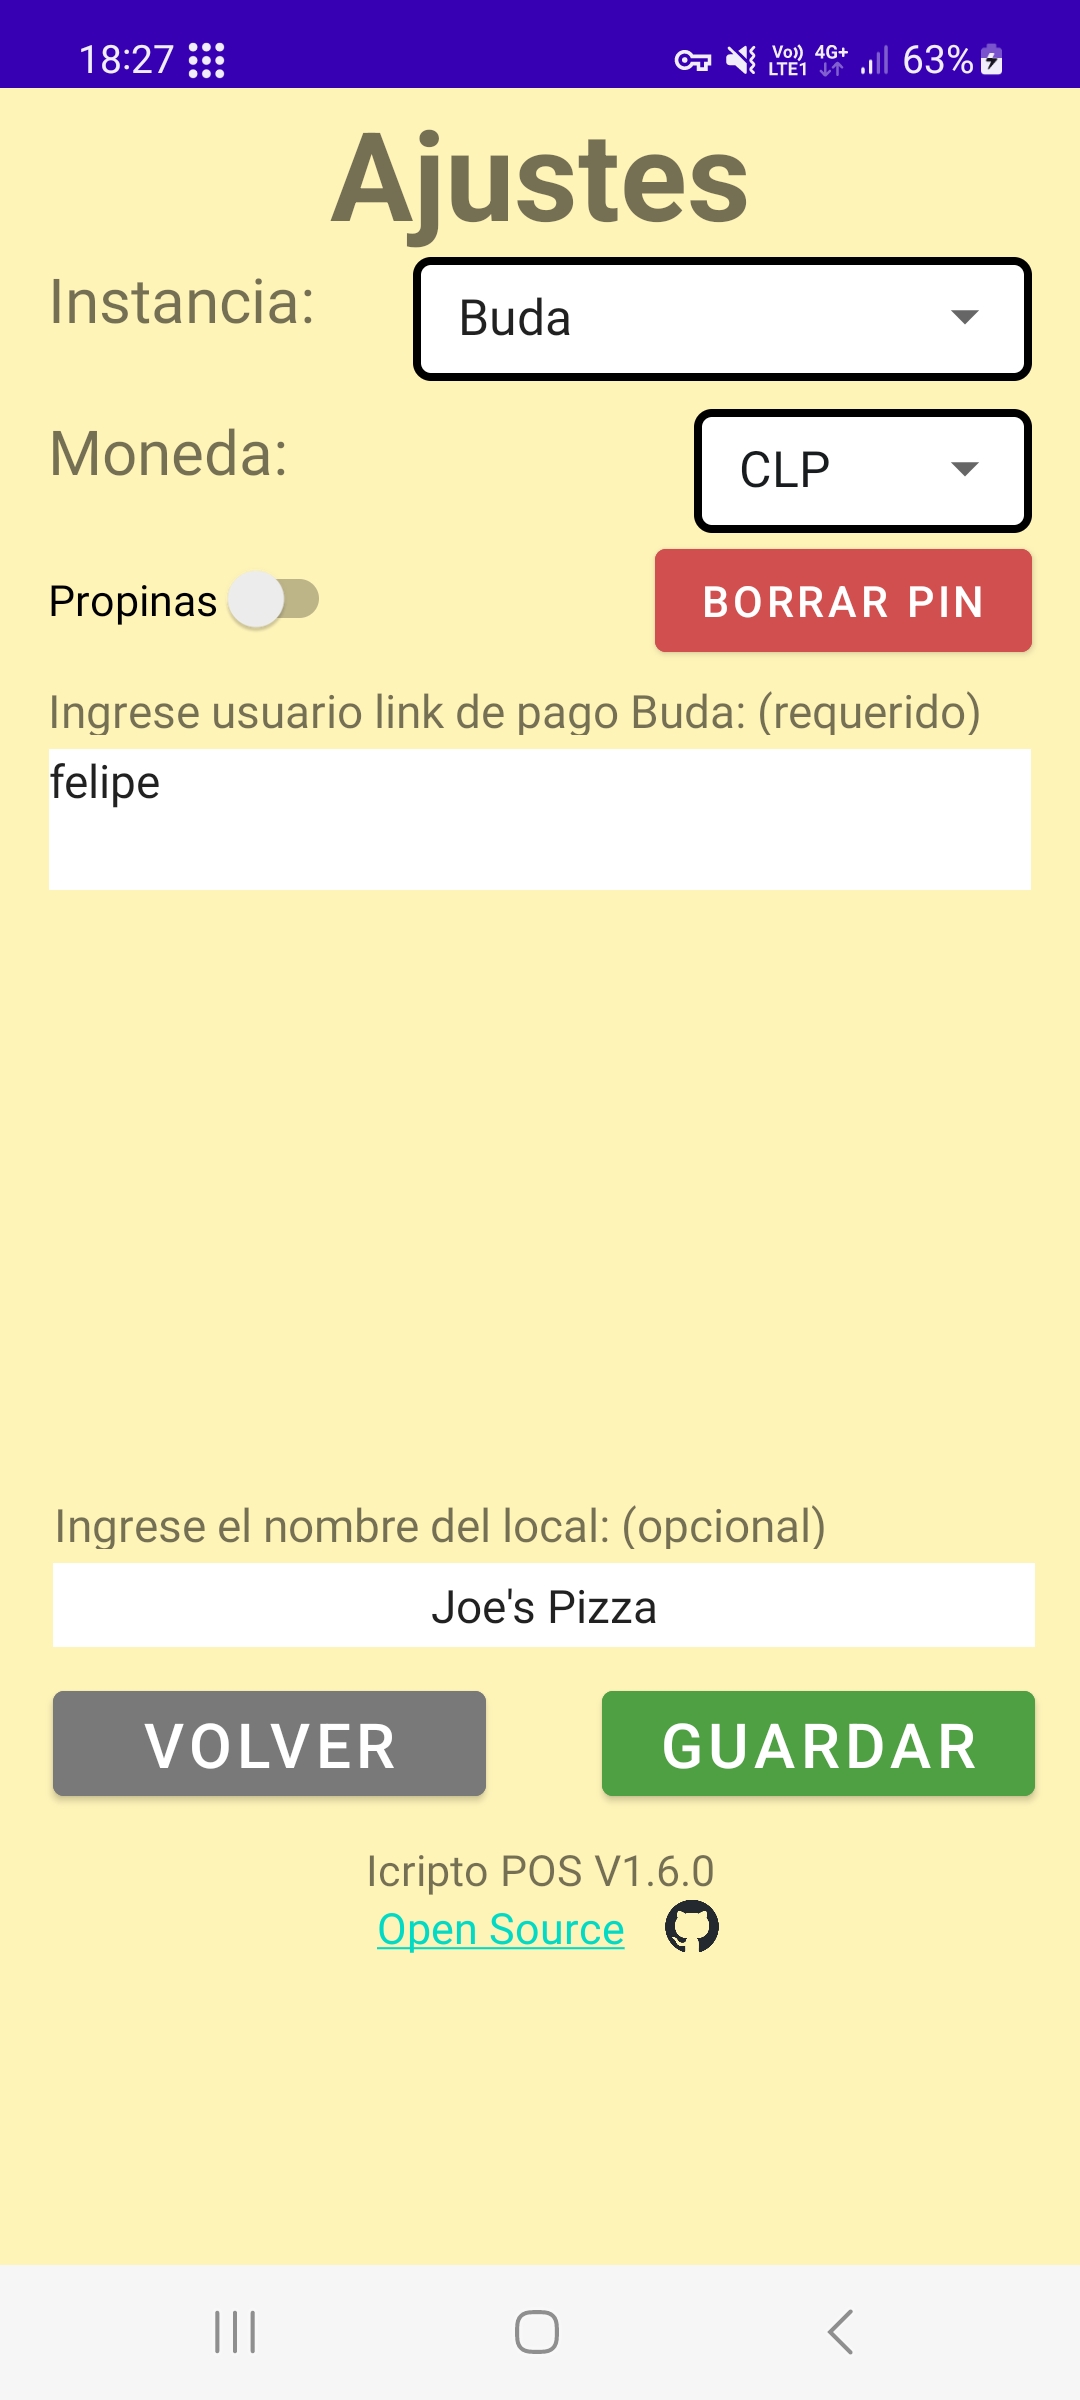 18:27 Vo)) LTE1 4G+ 63%
Ajustes
Instancia: Buda
Moneda: CLP
Propinas BORRAR PIN
Ingrese usuario link de pago Buda: (requerido)
felipe
Ingrese el nombre del local: (opcional)
Joe's Pizza
VOLVER GUARDAR
Icripto POS V1.6.0
Open Source